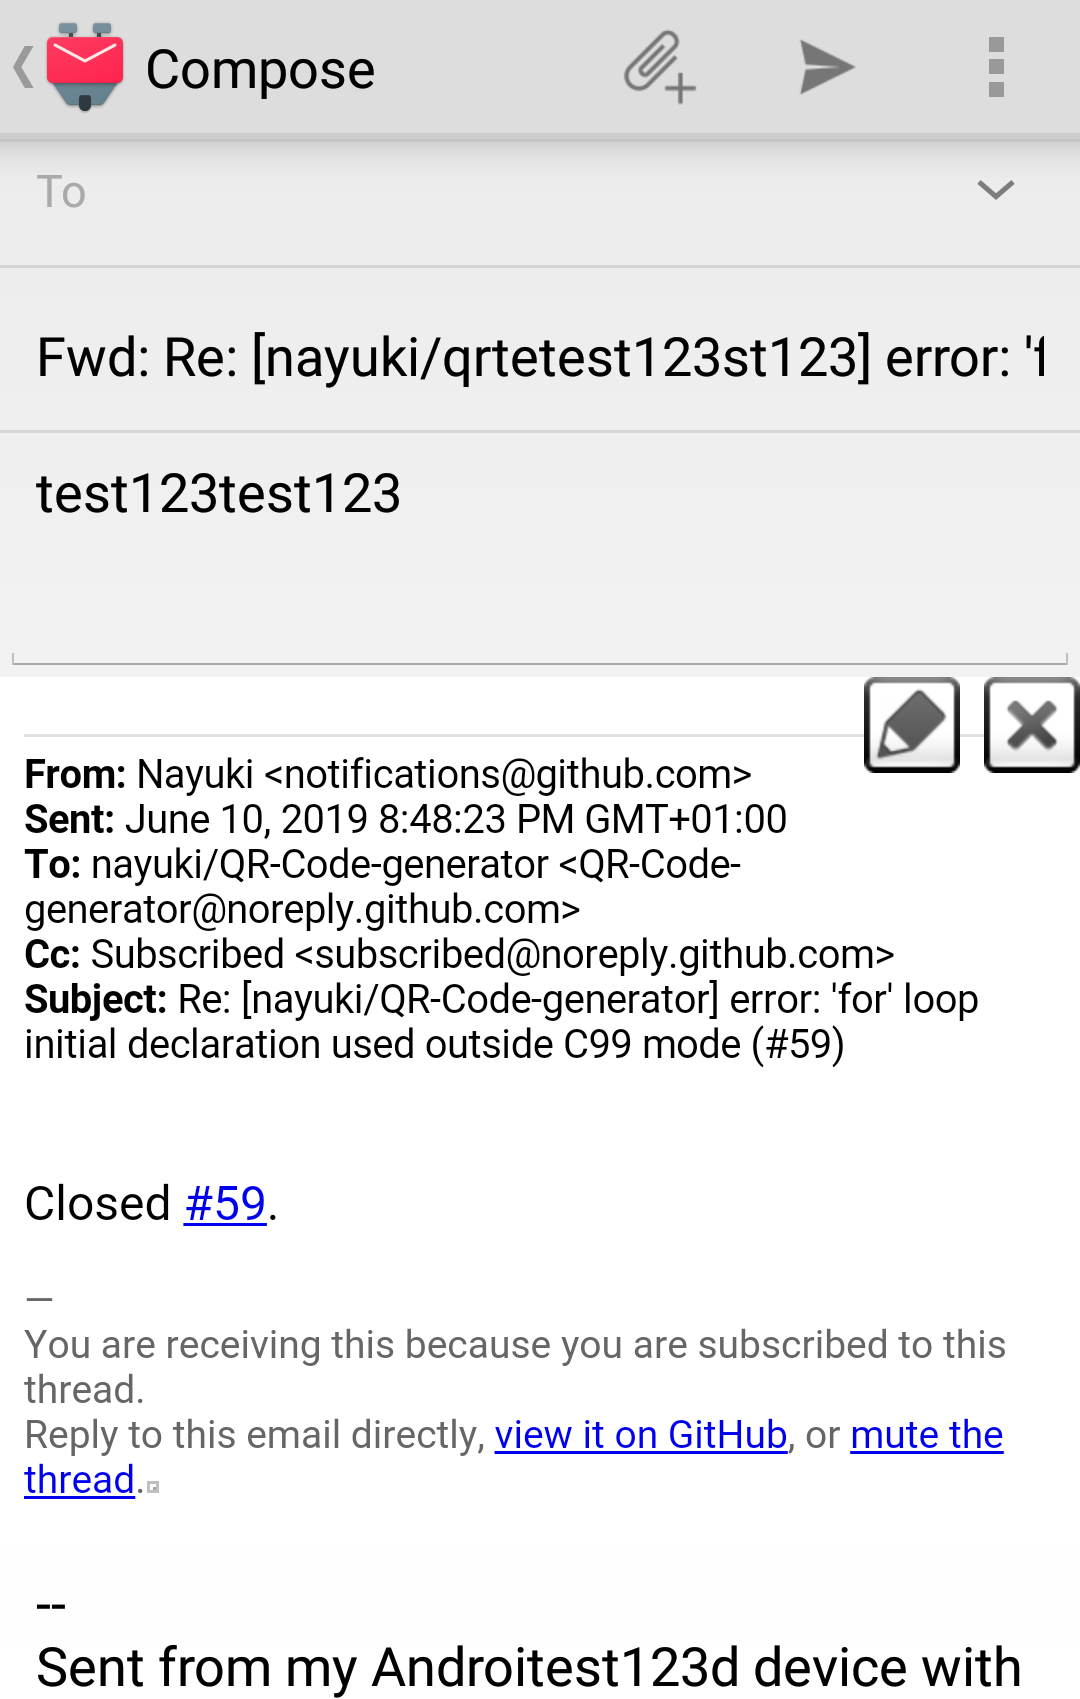 Compose
To
Fwd: Re: [nayuki/qrtetest123st123] error: 'f
test123test123
From: Nayuki <notifications@github.com>
Sent: June 10, 2019 8:48:23 PM GMT+01:00
To: nayuki/QR-Code-generator <QR-Code-
generator@noreply.github.com>
Cc: Subscribed <subscribed@noreply.github.com>
Subject: Re: [nayuki/QR-Code-generator] error: 'for' loop
initial declaration used outside C99 mode (#59)
Closed #59.
—
You are receiving this because you are subscribed to this
thread.
Reply to this email directly, view it on GitHub, or mute the
thread.
--
Sent from my Androitest123d device with